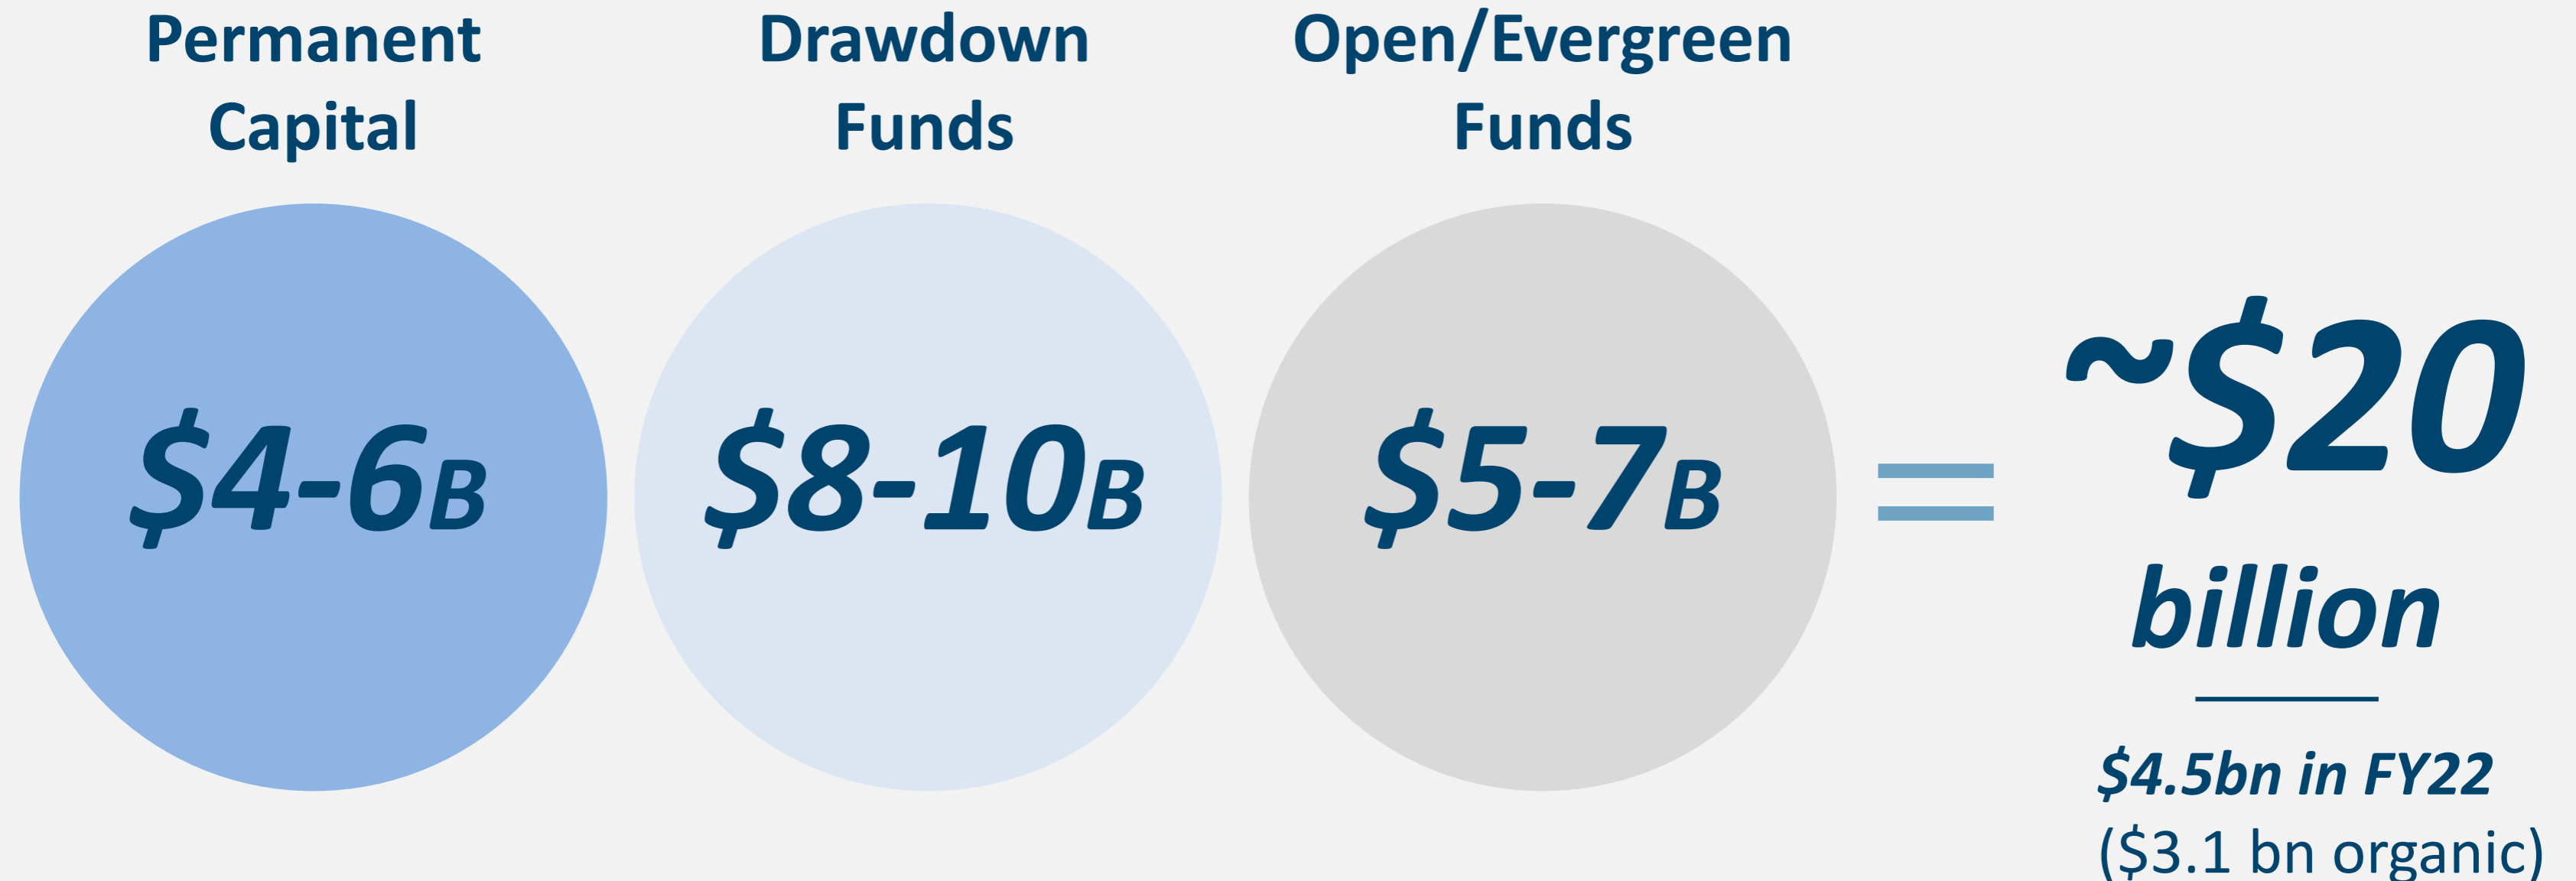 Permanent
Capital
Drawdown
Funds
Open/Evergreen
Funds
$4-6B
$8-10B
$5-7B
=
~$20
billion
$4.5bn in FY22
($3.1 bn organic)